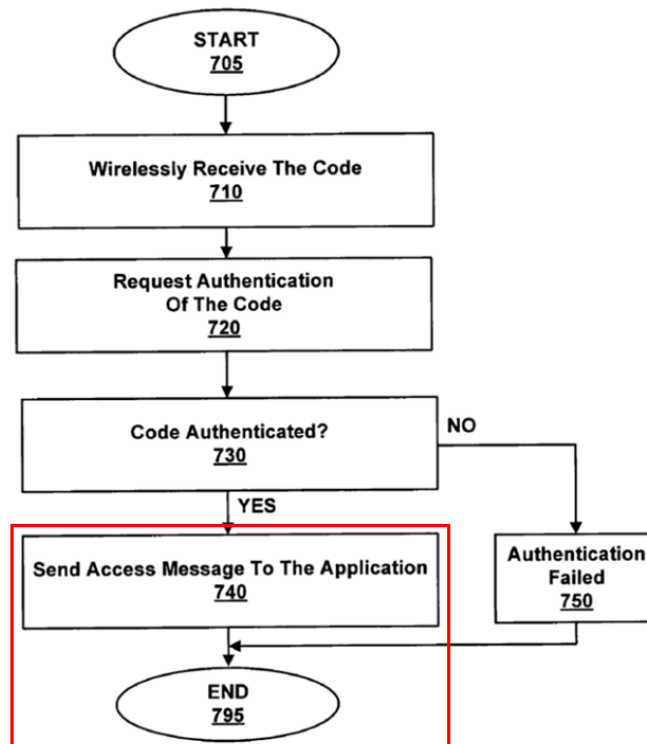 START
705
Wirelessly Receive The Code
710
Request Authentication
Of The Code
720
Code Authenticated?
730
NO
YES
Send Access Message To The Application
740
Authentication
Failed
750
END
795